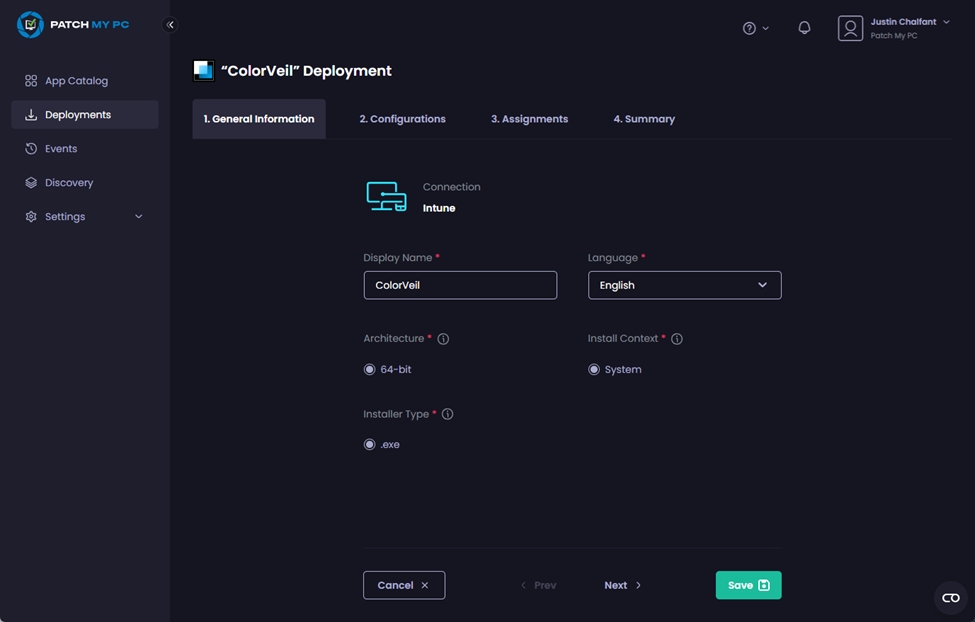 PATCH MY PC
App Catalog
Deployments
Events
Discovery
Settings
Justin Chalfant
Patch My PC
“ColorVeil” Deployment
1. General Information
2. Configurations
3. Assignments
4. Summary
Connection
Intune
Display Name *
Language *
ColorVeil
English
Architecture *
Install Context *
64-bit
System
Installer Type *
.exe
Cancel
Prev
Next
Save